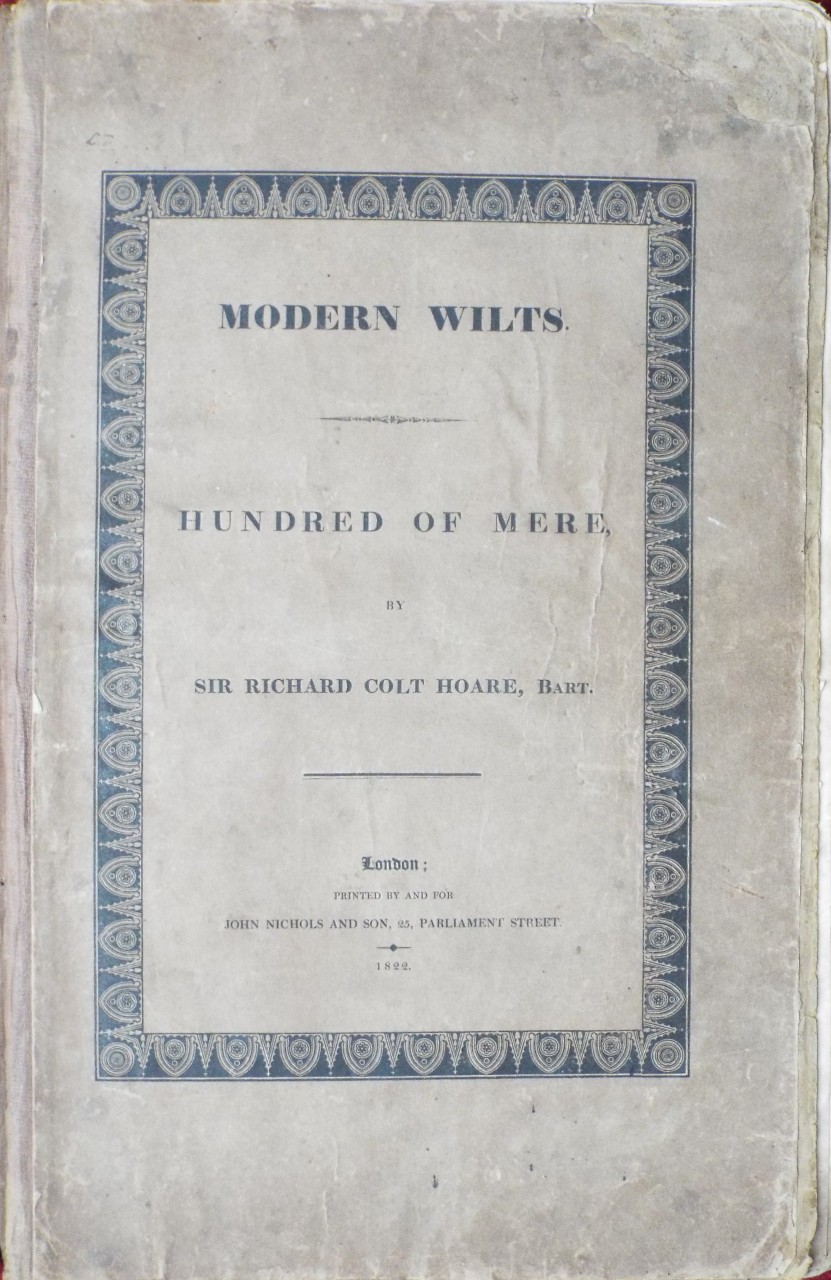 MODERN WILTS.
HUNDRED OF MERE,
BY
SIR RICHARD COLT HOARE, BART.
London;
PRINTED BY AND FOR
JOHN NICHOLS AND SON, 25, PARLIAMENT STREET.
1822.